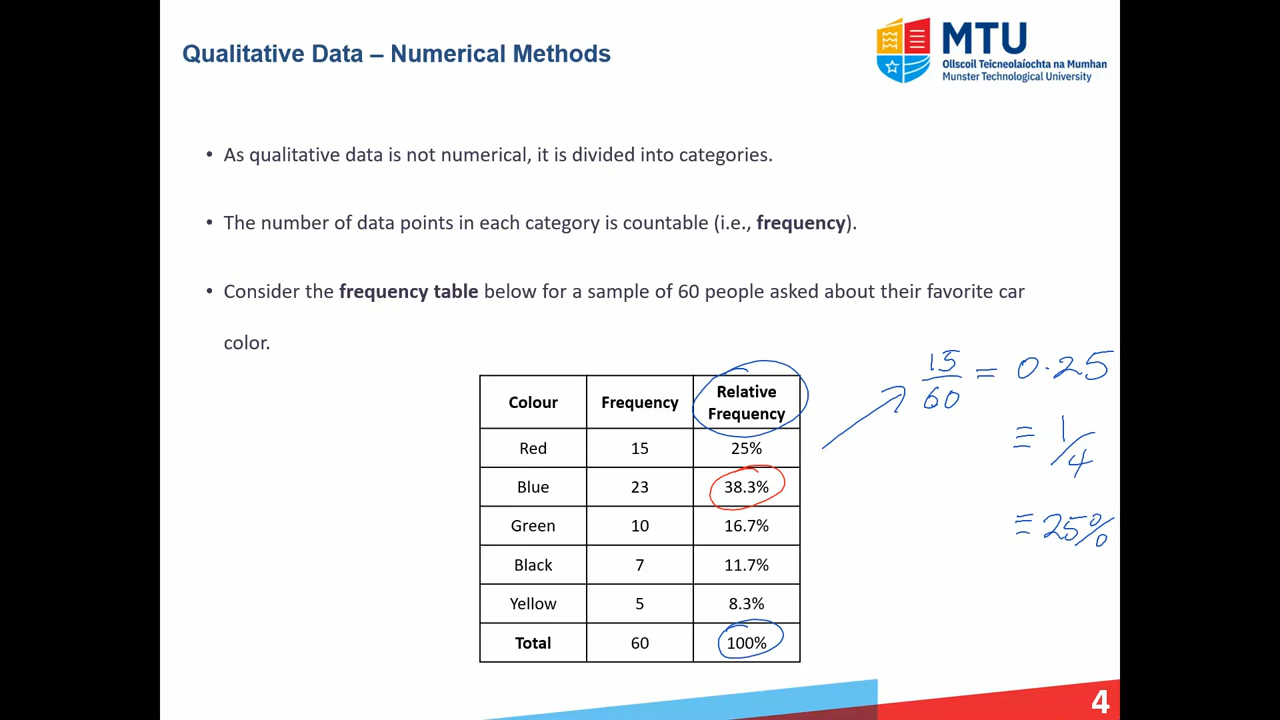 Qualitative Data – Numerical Methods
MTU
Ollscoil Teicneolaíochta na Mumhan
Munster Technological University
• As qualitative data is not numerical, it is divided into categories.
• The number of data points in each category is countable (i.e., frequency).
• Consider the frequency table below for a sample of 60 people asked about their favorite car
color.
Colour Frequency Relative Frequency
Red 15 25%
Blue 23 38.3%
Green 10 16.7%
Black 7 11.7%
Yellow 5 8.3%
Total 60 100%
15/60 = 0.25
≡ 1/4
≡ 25%
4